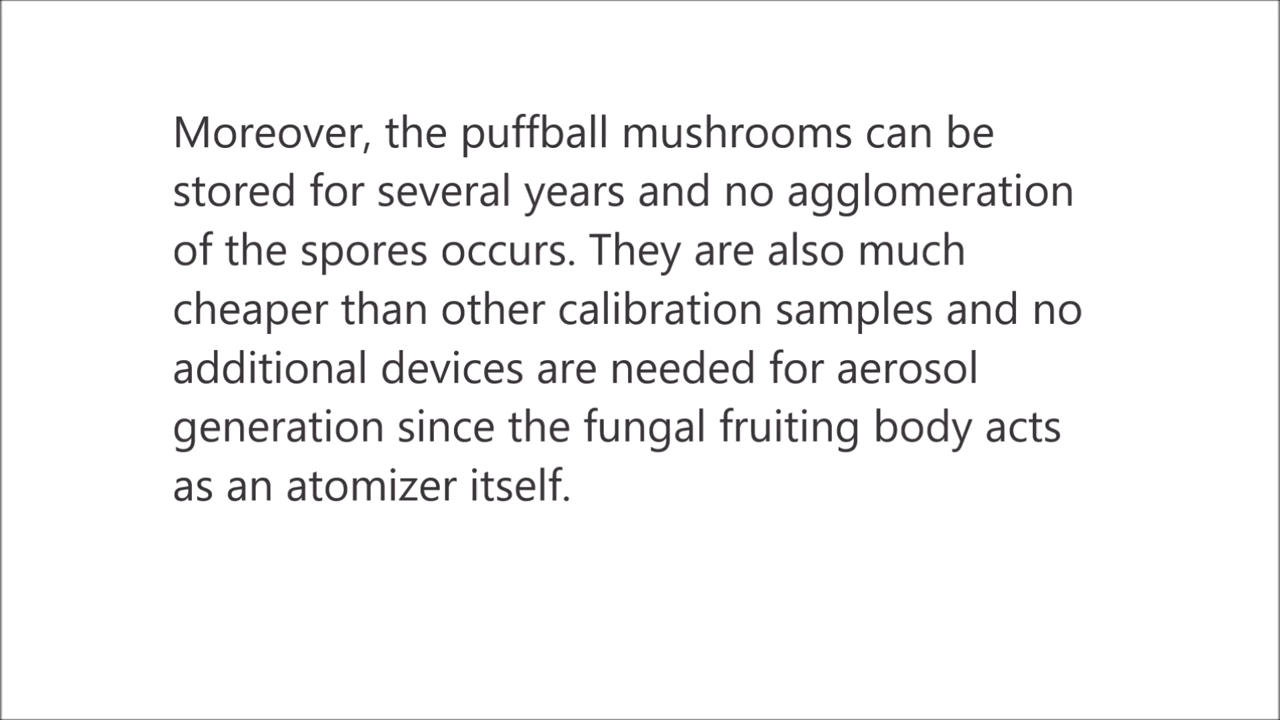 Moreover, the puffball mushrooms can be
stored for several years and no agglomeration
of the spores occurs. They are also much
cheaper than other calibration samples and no
additional devices are needed for aerosol
generation since the fungal fruiting body acts
as an atomizer itself.